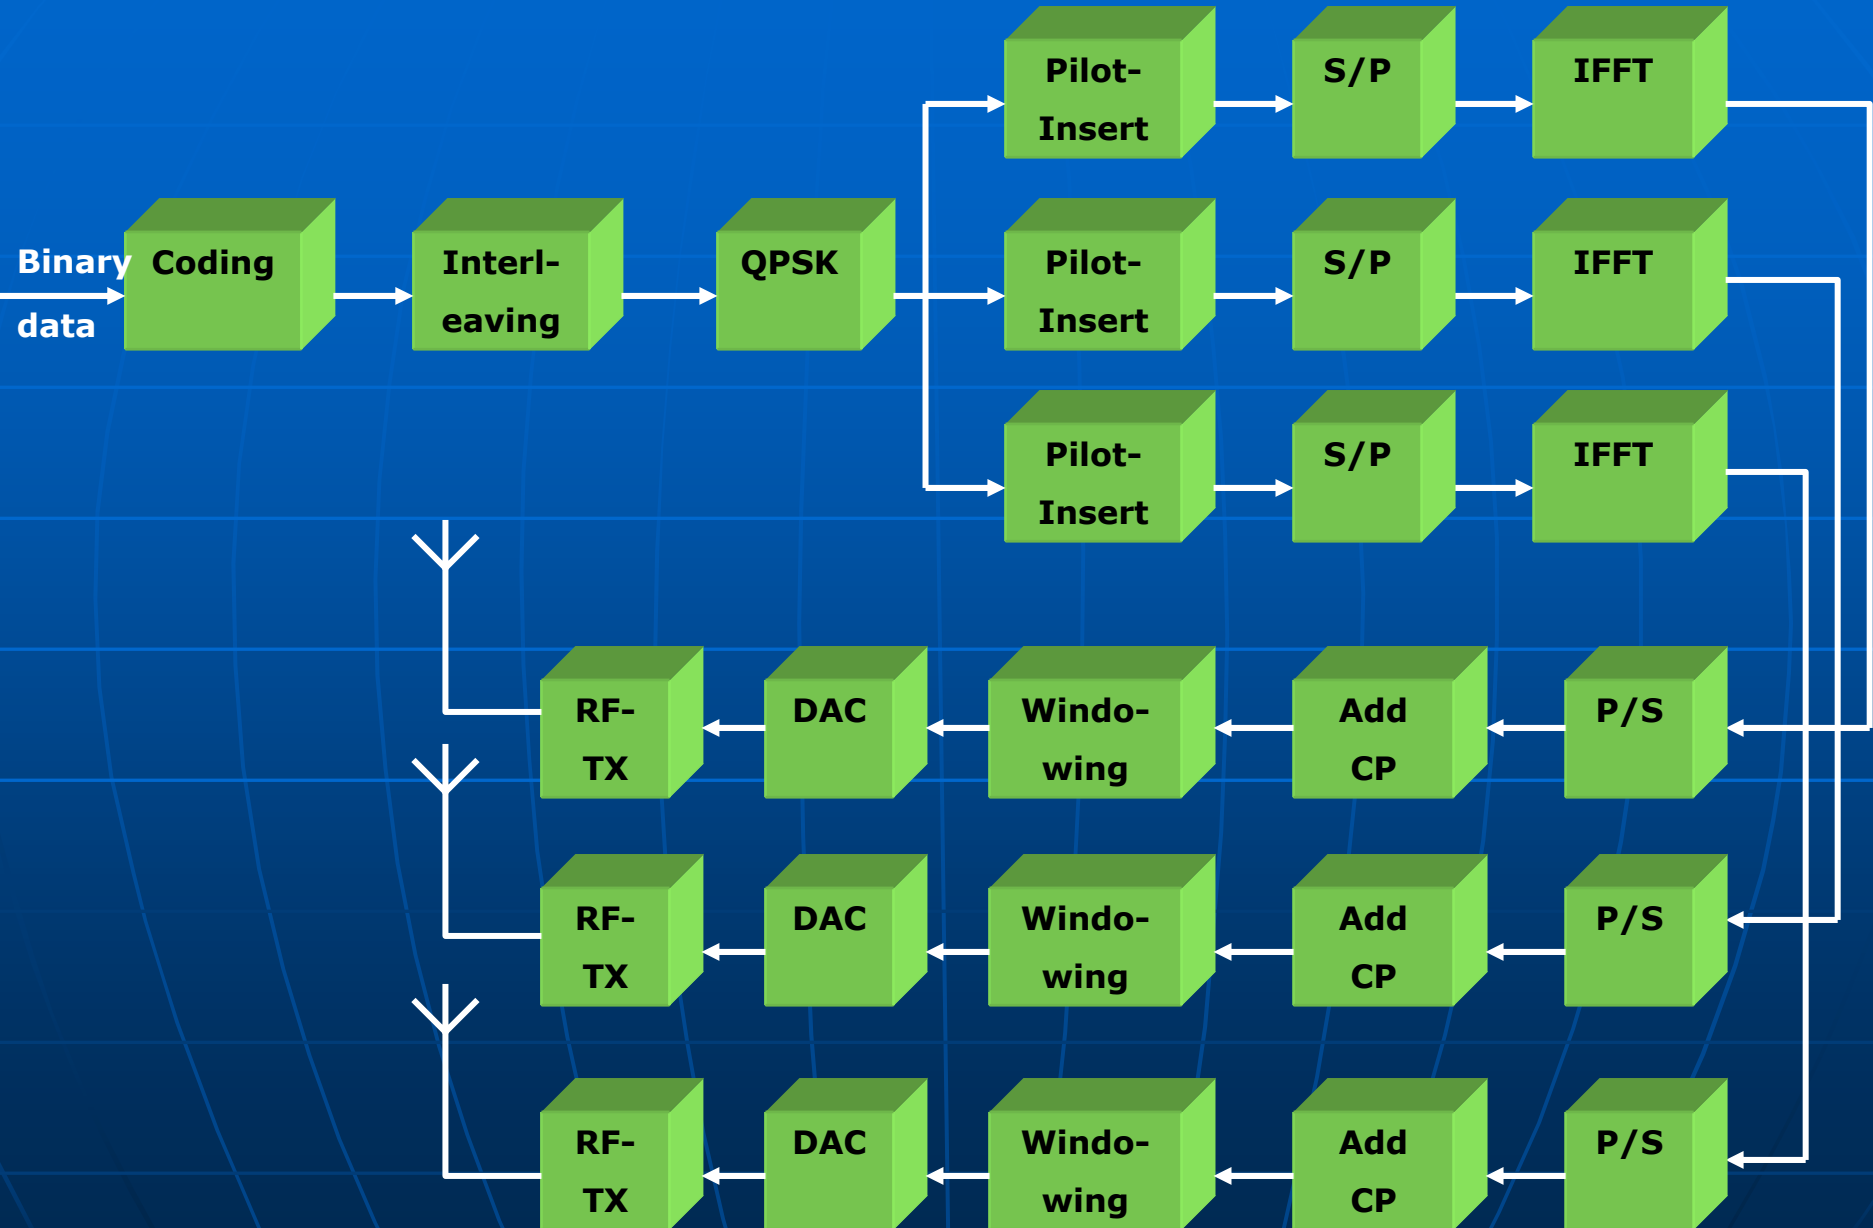 Pilot-
Insert
S/P
IFFT
Binary
data
Coding
Interl-
eaving
QPSK
Pilot-
Insert
S/P
IFFT
Pilot-
Insert
S/P
IFFT
RF-
TX
DAC
Windo-
wing
Add
CP
P/S
RF-
TX
DAC
Windo-
wing
Add
CP
P/S
RF-
TX
DAC
Windo-
wing
Add
CP
P/S